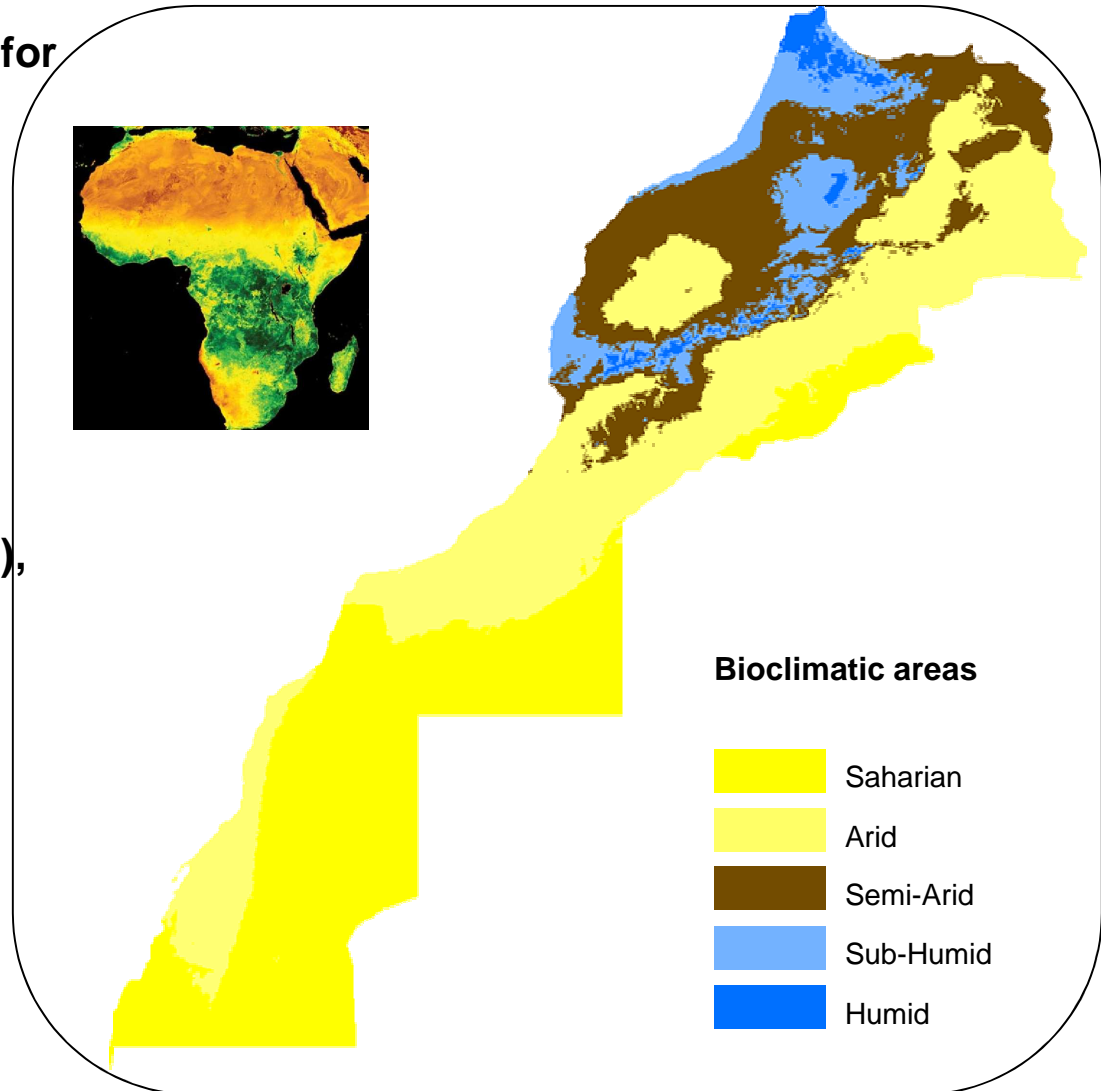 for
),
Bioclimatic areas
Saharian
Arid
Semi-Arid
Sub-Humid
Humid